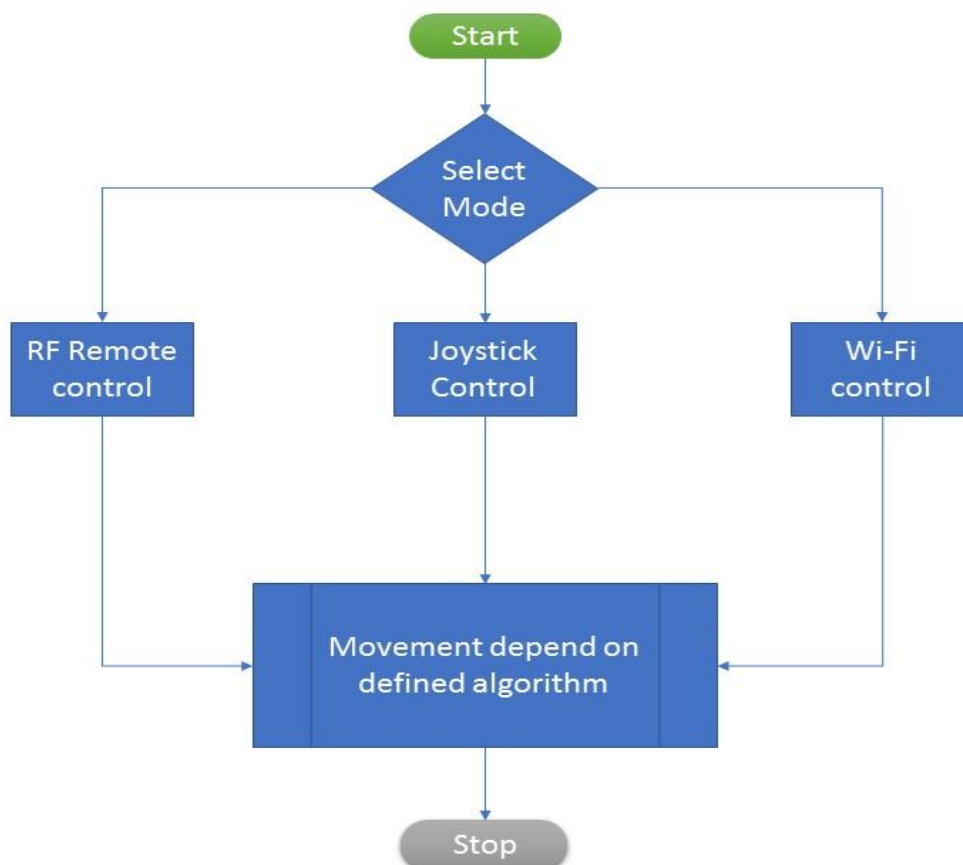 Start
Select
Mode
RF Remote
control
Joystick
Control
Wi-Fi
control
Movement depend on
defined algorithm
Stop